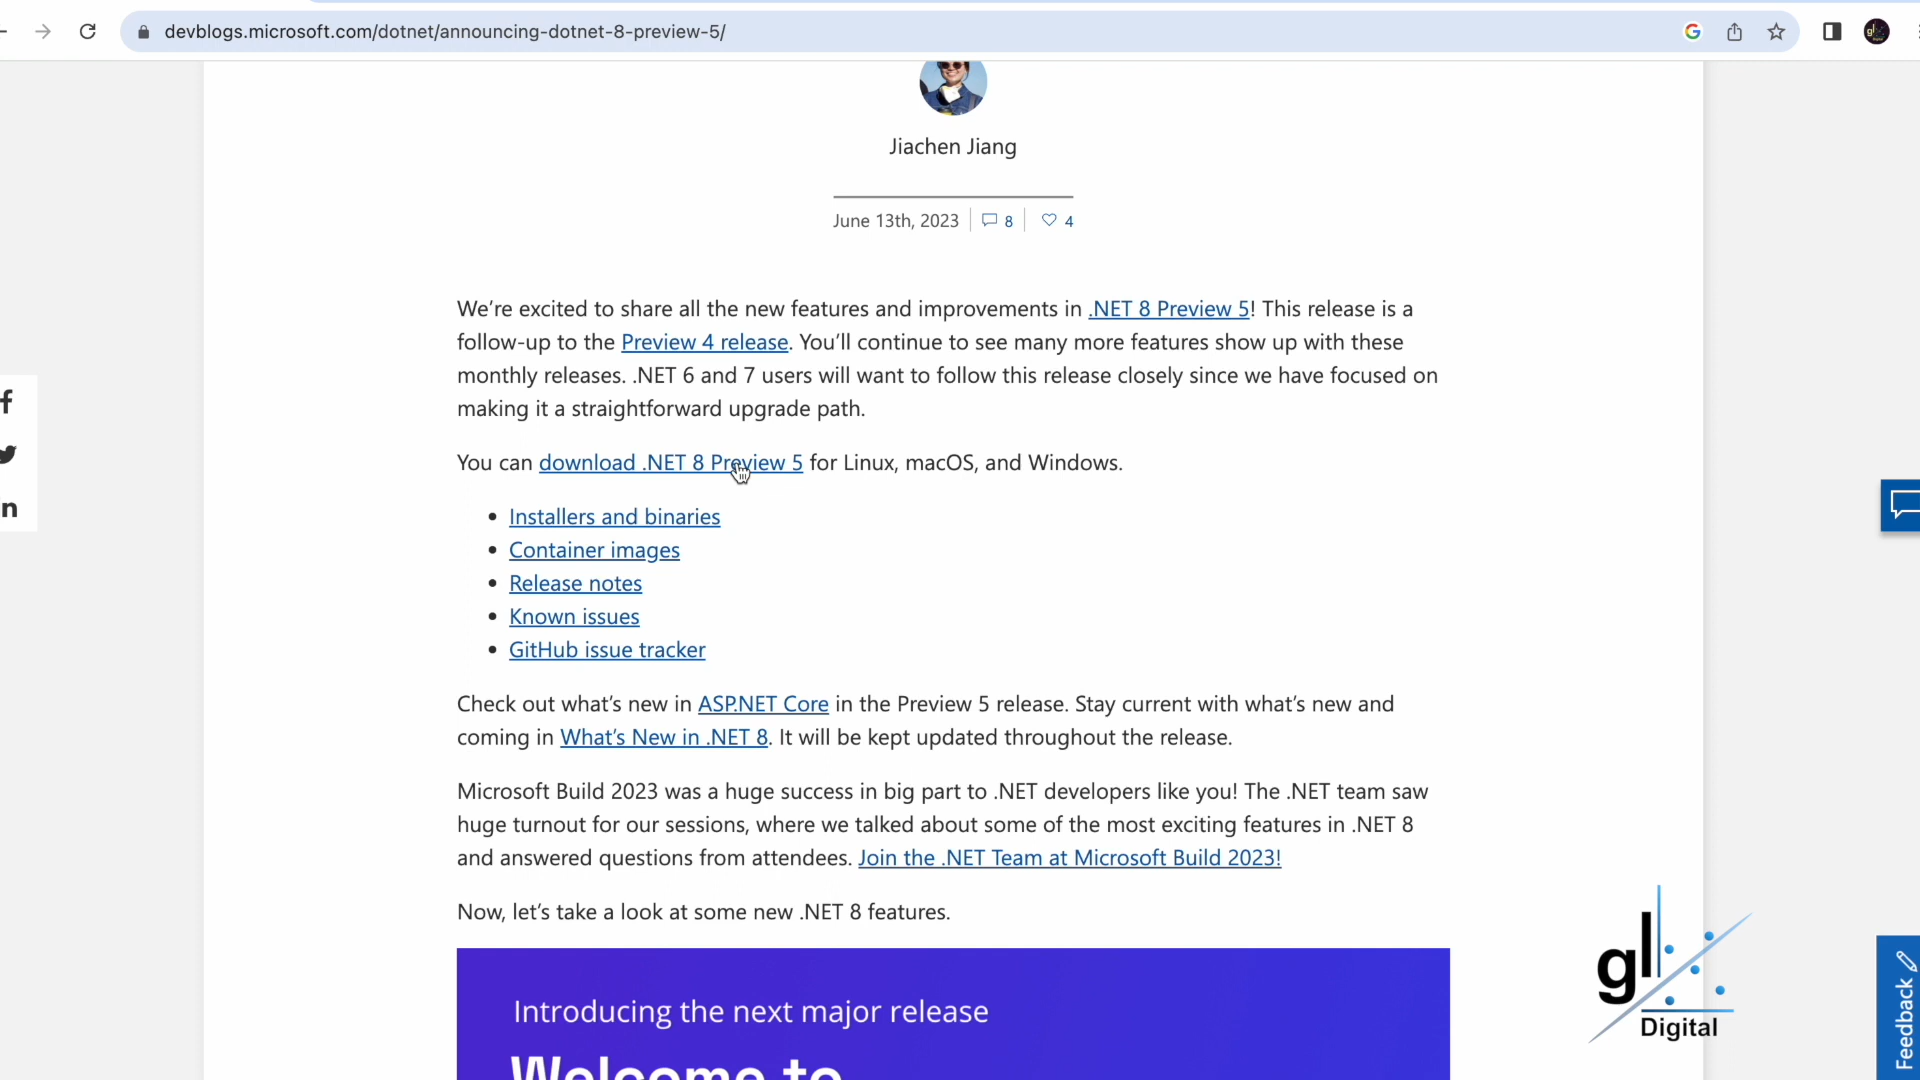 devblogs.microsoft.com/dotnet/announcing-dotnet-8-preview-5/
Jiachen Jiang
June 13th, 2023 8 4
We’re excited to share all the new features and improvements in .NET 8 Preview 5! This release is a
follow-up to the Preview 4 release. You’ll continue to see many more features show up with these
monthly releases. .NET 6 and 7 users will want to follow this release closely since we have focused on
making it a straightforward upgrade path.
You can download .NET 8 Preview 5 for Linux, macOS, and Windows.
Installers and binaries
Container images
Release notes
Known issues
GitHub issue tracker
Check out what’s new in ASP.NET Core in the Preview 5 release. Stay current with what’s new and
coming in What’s New in .NET 8. It will be kept updated throughout the release.
Microsoft Build 2023 was a huge success in big part to .NET developers like you! The .NET team saw
huge turnout for our sessions, where we talked about some of the most exciting features in .NET 8
and answered questions from attendees. Join the .NET Team at Microsoft Build 2023!
Now, let’s take a look at some new .NET 8 features.
Introducing the next major release
Welcome to
gl
Digital
Feedback